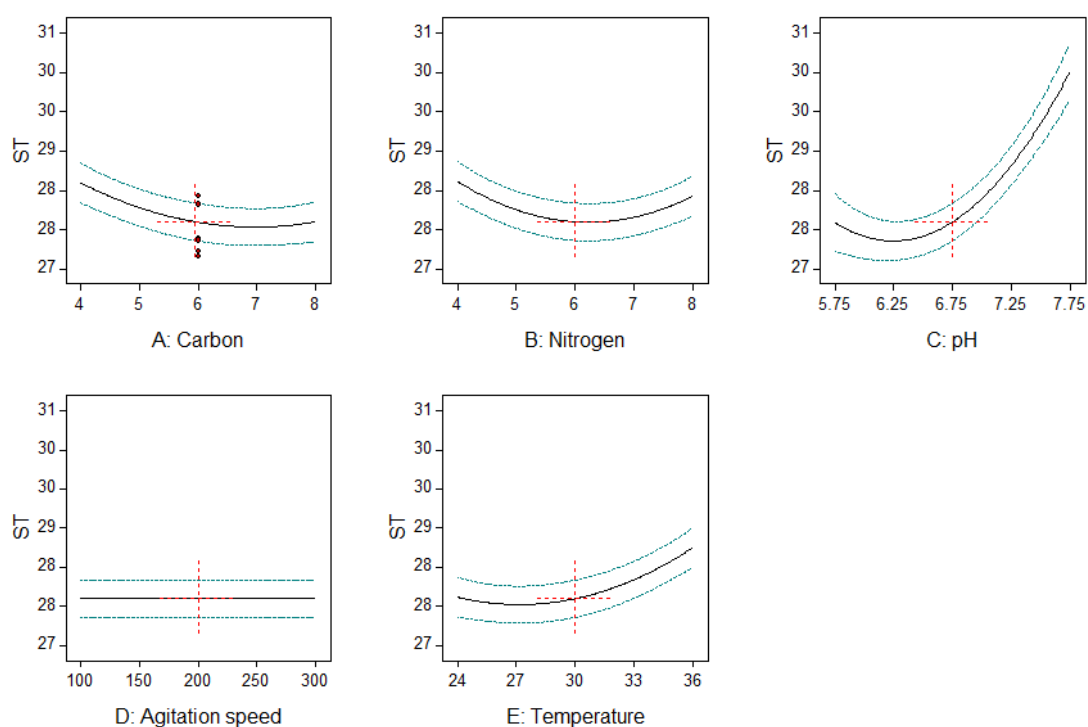 31
30
30
29
28
28
27
ST
4 5 6 7 8
A: Carbon
31
30
30
29
28
28
27
ST
4 5 6 7 8
B: Nitrogen
31
30
30
29
28
28
27
ST
5.75 6.25 6.75 7.25 7.75
C: pH
31
30
30
29
28
28
27
ST
100 150 200 250 300
D: Agitation speed
31
30
30
29
28
28
27
ST
24 27 30 33 36
E: Temperature